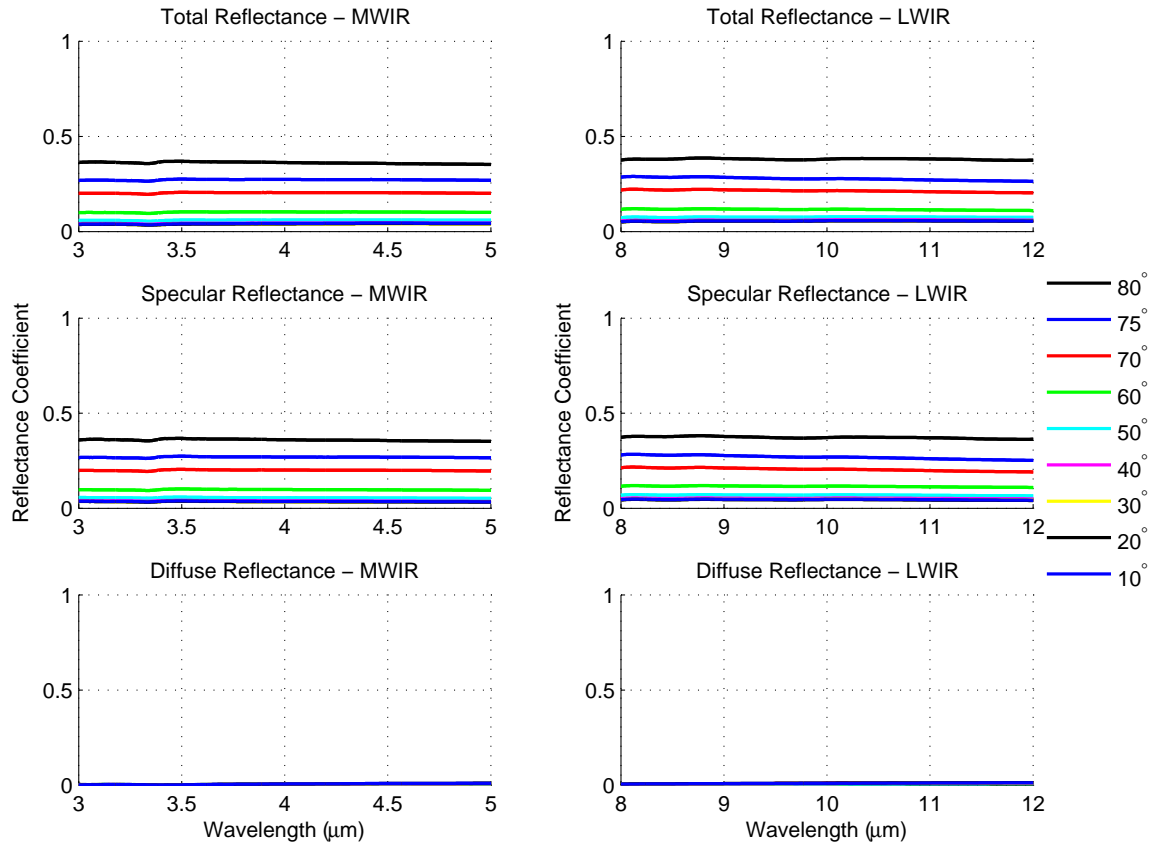 Total Reflectance – MWIR
1
0.5
0
3 3.5 4 4.5 5
Total Reflectance – LWIR
1
0.5
0
8 9 10 11 12
Specular Reflectance – MWIR
Reflectance Coefficient
1
0.5
0
3 3.5 4 4.5 5
Specular Reflectance – LWIR
Reflectance Coefficient
1
0.5
0
8 9 10 11 12
80°
75°
70°
60°
50°
40°
30°
20°
10°
Diffuse Reflectance – MWIR
1
0.5
0
3 3.5 4 4.5 5
Wavelength (μm)
Diffuse Reflectance – LWIR
1
0.5
0
8 9 10 11 12
Wavelength (μm)